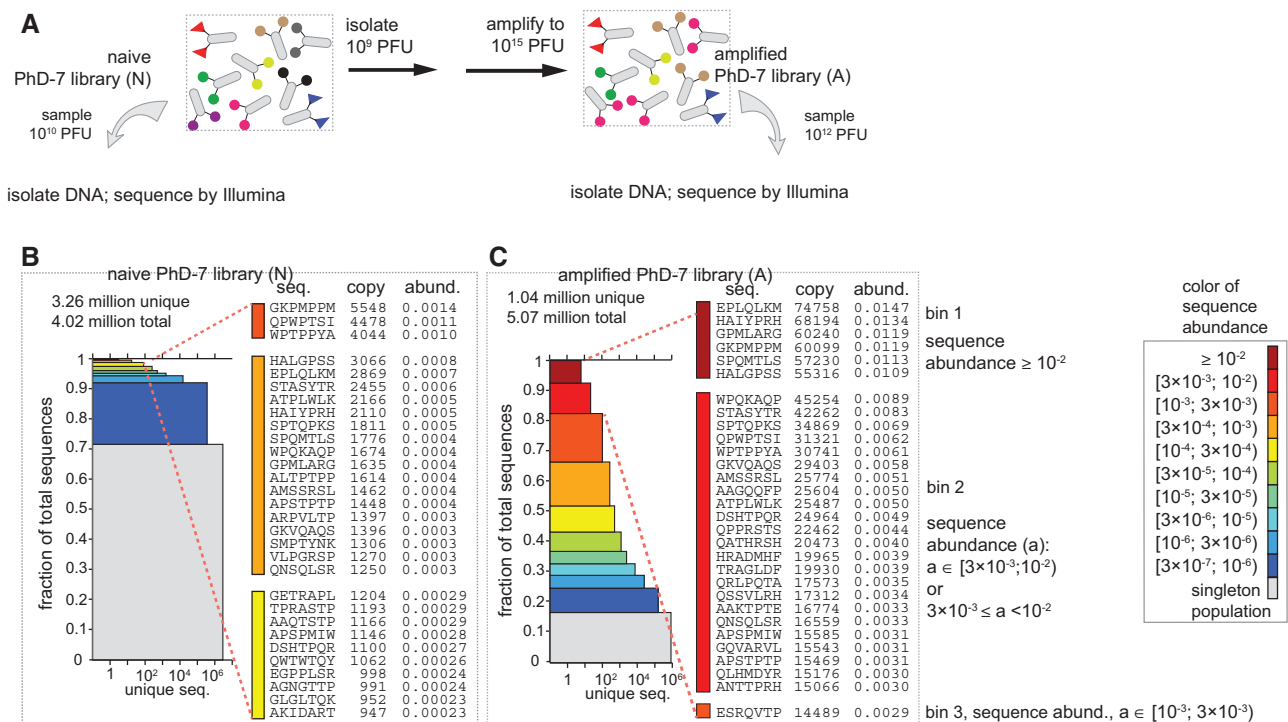 A
naive
PhD-7 library (N)
sample
10¹⁰ PFU
isolate
10⁹ PFU
amplify to
10¹⁵ PFU
amplified
PhD-7 library (A)
sample
10¹² PFU
isolate DNA; sequence by Illumina
isolate DNA; sequence by Illumina
B
naive PhD-7 library (N)
3.26 million unique
4.02 million total
seq. copy abund.
GKPMPPM 5548 0.0014
QPWPTSI 4478 0.0011
WPTPPYA 4044 0.0010
HALGPSS 3066 0.0008
EPLQLKM 2869 0.0007
STASYTR 2455 0.0006
ATPLWLK 2166 0.0005
HAIYPRH 2110 0.0005
SPTQPKS 1811 0.0005
SPQMTLS 1776 0.0004
WPQKAQP 1674 0.0004
GPMLARG 1635 0.0004
ALTPTPP 1614 0.0004
AMSSRSL 1462 0.0004
APSTPTP 1448 0.0004
ARPVLTP 1397 0.0003
GKVQAQS 1396 0.0003
SMPTYNK 1306 0.0003
VLPGRSP 1270 0.0003
QNSQLSR 1250 0.0003
GETRAPL 1204 0.00029
TPRASTP 1193 0.00029
AAQTSTP 1166 0.00029
APSPMIW 1146 0.00028
DSHTPQR 1100 0.00027
QWTWTQY 1062 0.00026
EGPPLSR 998 0.00024
AGNGTTP 991 0.00024
GLGLTQK 952 0.00023
AKIDART 947 0.00023
fraction of total sequences
1
0.9
0.8
0.7
0.6
0.5
0.4
0.3
0.2
0.1
0
1 10² 10⁴ 10⁶
unique seq.
C
amplified PhD-7 library (A)
1.04 million unique
5.07 million total
seq. copy abund.
EPLQLKM 74758 0.0147
HAIYPRH 68194 0.0134
GPMLARG 60240 0.0119
GKPMPPM 60099 0.0119
SPQMTLS 57230 0.0113
HALGPSS 55316 0.0109
WPQKAQP 45254 0.0089
STASYTR 42262 0.0083
SPTQPKS 34869 0.0069
QPWPTSI 31321 0.0062
WPTPPYA 30741 0.0061
GKVQAQS 29403 0.0058
AMSSRSL 25774 0.0051
AAGQQFP 25604 0.0050
ATPLWLK 25487 0.0050
DSHTPQR 24964 0.0049
QPPRSTS 22462 0.0044
QATHRSH 20473 0.0040
HRADMHF 19965 0.0039
TRAGLDF 19930 0.0039
QRLPQTA 17573 0.0035
QSSVLRH 17312 0.0034
AAKTPTE 16774 0.0033
QNSQLSR 16559 0.0033
APSPMIW 15585 0.0031
GQVARVL 15543 0.0031
APSTPTP 15469 0.0031
QLHMDYR 15176 0.0030
ANTTPRH 15066 0.0030
ESRQVTP 14489 0.0029
fraction of total sequences
1
0.9
0.8
0.7
0.6
0.5
0.4
0.3
0.2
0.1
0
1 10² 10⁴ 10⁶
unique seq.
bin 1
sequence
abundance ≥ 10⁻²
bin 2
sequence
abundance (a):
a ∈ [3×10⁻³;10⁻²)
or
3×10⁻³ ≤ a <10⁻²
bin 3, sequence abund., a ∈ [10⁻³; 3×10⁻³)
color of
sequence
abundance
≥ 10⁻²
[3×10⁻³; 10⁻²)
[10⁻³; 3×10⁻³)
[3×10⁻⁴; 10⁻³)
[10⁻⁴; 3×10⁻⁴)
[3×10⁻⁵; 10⁻⁴)
[10⁻⁵; 3×10⁻⁵)
[3×10⁻⁶; 10⁻⁵)
[10⁻⁶; 3×10⁻⁶)
[3×10⁻⁷; 10⁻⁶)
singleton
population